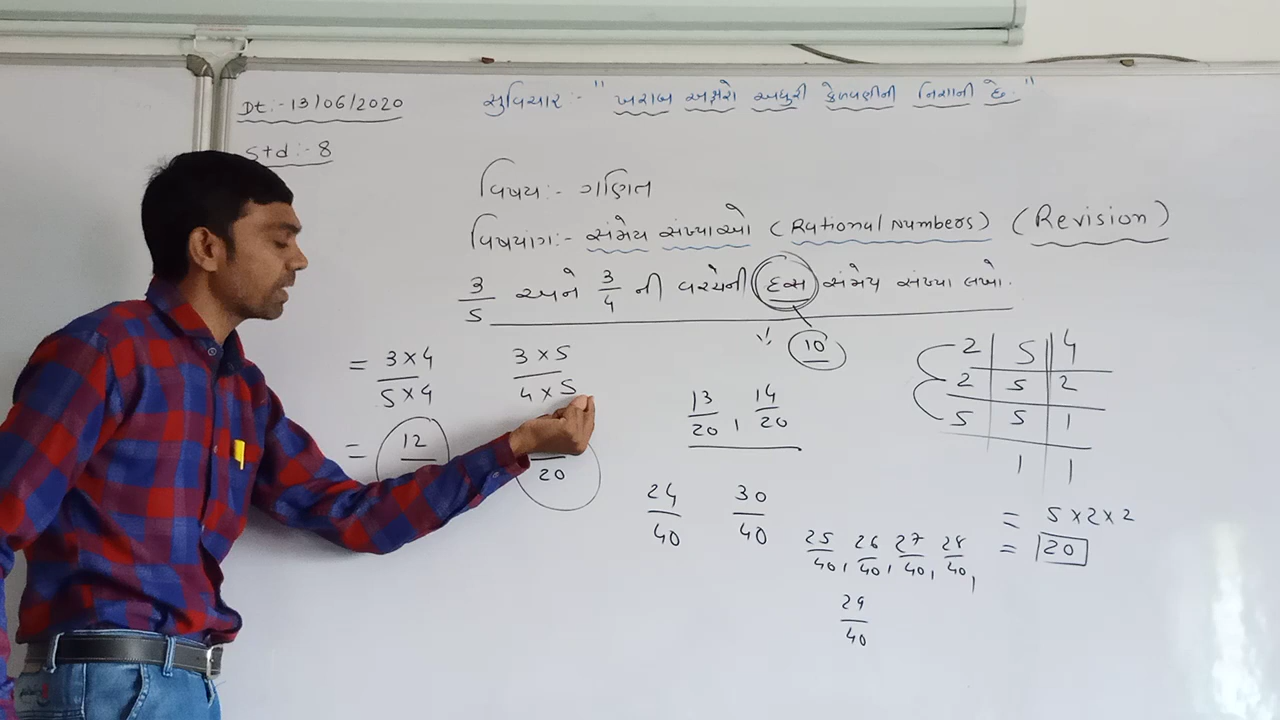 Dt:- 13/06/2020
સુવિચાર:- "ખરાબ અક્ષરો અધુરી કેળવણીની નિશાની છે."
Std:- 8
વિષય:- ગણિત
વિષયાંગ:- સંમેય સંખ્યાઓ (Rational Numbers) (Revision)
3/5 અને 3/4 ની વચ્ચેની દસ સંમેય સંખ્યા લખો.
10
= 3×4/5×4 3×5/4×5
= 12 20
13/20, 14/20
24/40 30/40
25/40, 26/40, 27/40, 28/40,
29/40
2 5 4
2 5 2
5 5 1
1 1
= 5×2×2
= 20